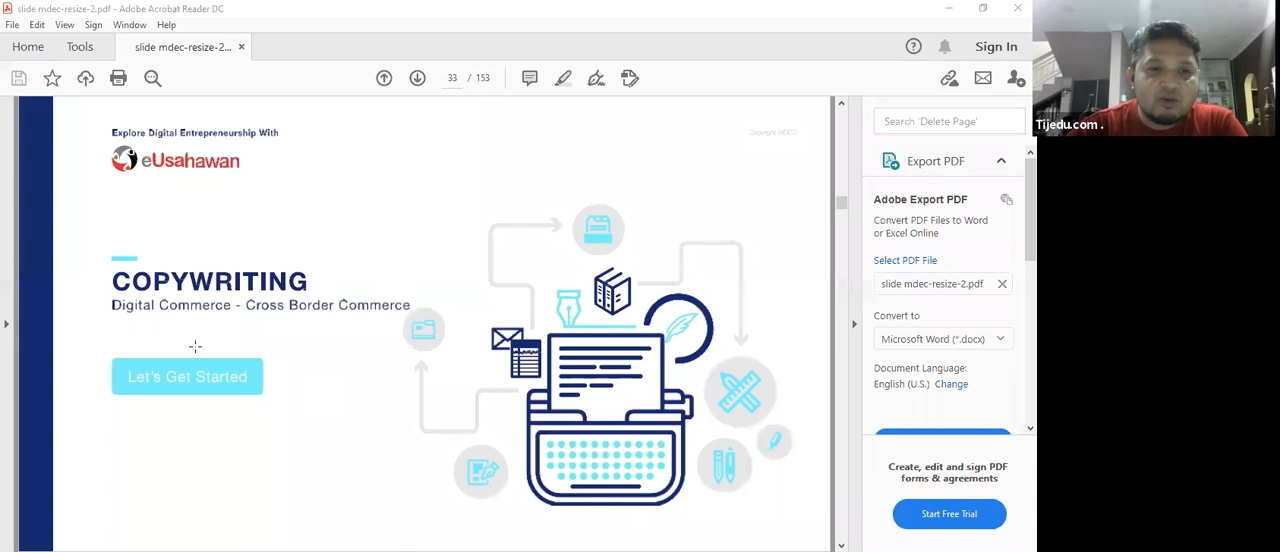 slide mdec-resize-2.pdf - Adobe Acrobat Reader DC
File Edit View Sign Window Help
Home Tools slide mdec-resize-2... × Sign In
33 / 153
Explore Digital Entrepreneurship With
eUsahawan
Copyright MDEC
COPYWRITING
Digital Commerce - Cross Border Commerce
Let's Get Started
Search 'Delete Page'
Export PDF
Adobe Export PDF
Convert PDF Files to Word
or Excel Online
Select PDF File
slide mdec-resize-2.pdf
Convert to
Microsoft Word (*.docx)
Document Language:
English (U.S.) Change
Create, edit and sign PDF
forms & agreements
Start Free Trial
Tijedu.com .